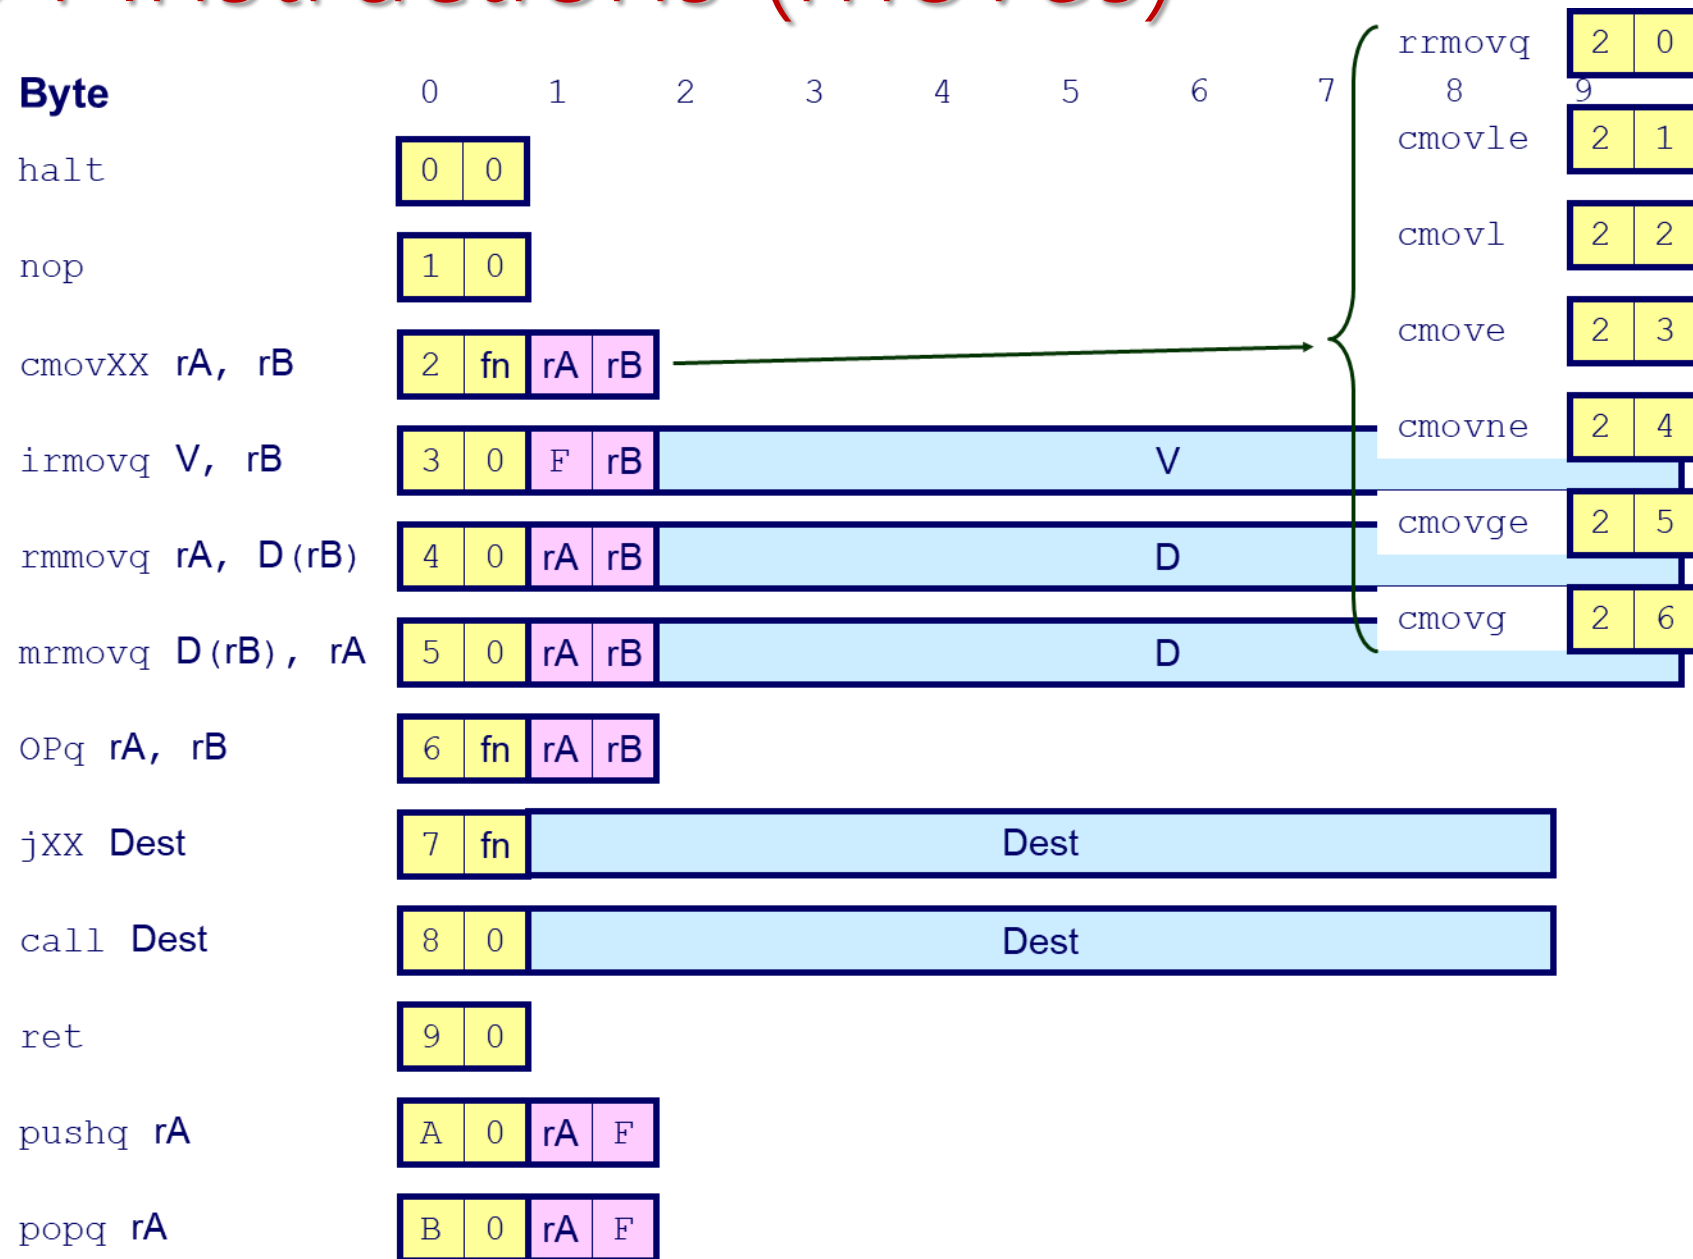 Instructions (moves)
Byte 0 1 2 3 4 5 6 7 8 9
halt 0 0
nop 1 0
cmovXX rA, rB 2 fn rA rB
irmovq V, rB 3 0 F rB V
rmmovq rA, D(rB) 4 0 rA rB D
mrmovq D(rB), rA 5 0 rA rB D
OPq rA, rB 6 fn rA rB
jXX Dest 7 fn Dest
call Dest 8 0 Dest
ret 9 0
pushq rA A 0 rA F
popq rA B 0 rA F
rrmovq 2 0
cmovle 2 1
cmovl 2 2
cmove 2 3
cmovne 2 4
cmovge 2 5
cmovg 2 6